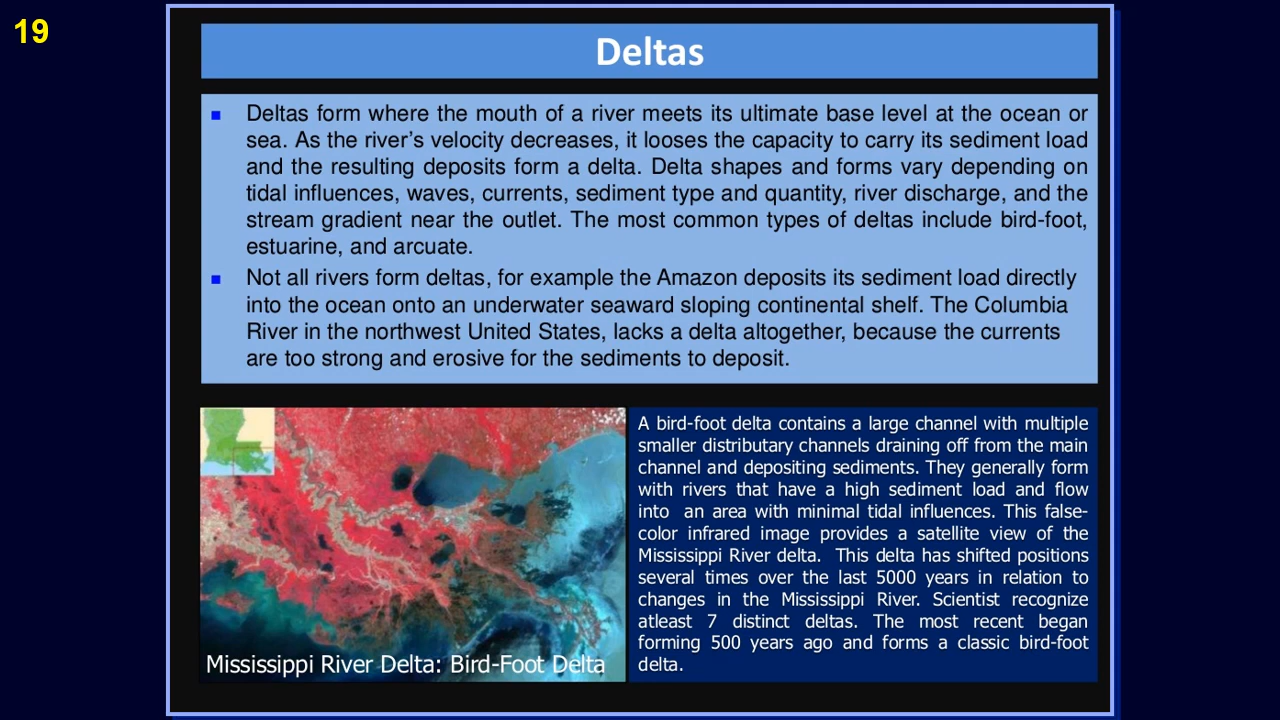 19
Deltas
Deltas form where the mouth of a river meets its ultimate base level at the ocean or
sea. As the river’s velocity decreases, it looses the capacity to carry its sediment load
and the resulting deposits form a delta. Delta shapes and forms vary depending on
tidal influences, waves, currents, sediment type and quantity, river discharge, and the
stream gradient near the outlet. The most common types of deltas include bird-foot,
estuarine, and arcuate.
Not all rivers form deltas, for example the Amazon deposits its sediment load directly
into the ocean onto an underwater seaward sloping continental shelf. The Columbia
River in the northwest United States, lacks a delta altogether, because the currents
are too strong and erosive for the sediments to deposit.
Mississippi River Delta: Bird-Foot Delta
A bird-foot delta contains a large channel with multiple
smaller distributary channels draining off from the main
channel and depositing sediments. They generally form
with rivers that have a high sediment load and flow
into an area with minimal tidal influences. This false-
color infrared image provides a satellite view of the
Mississippi River delta. This delta has shifted positions
several times over the last 5000 years in relation to
changes in the Mississippi River. Scientist recognize
atleast 7 distinct deltas. The most recent began
forming 500 years ago and forms a classic bird-foot
delta.